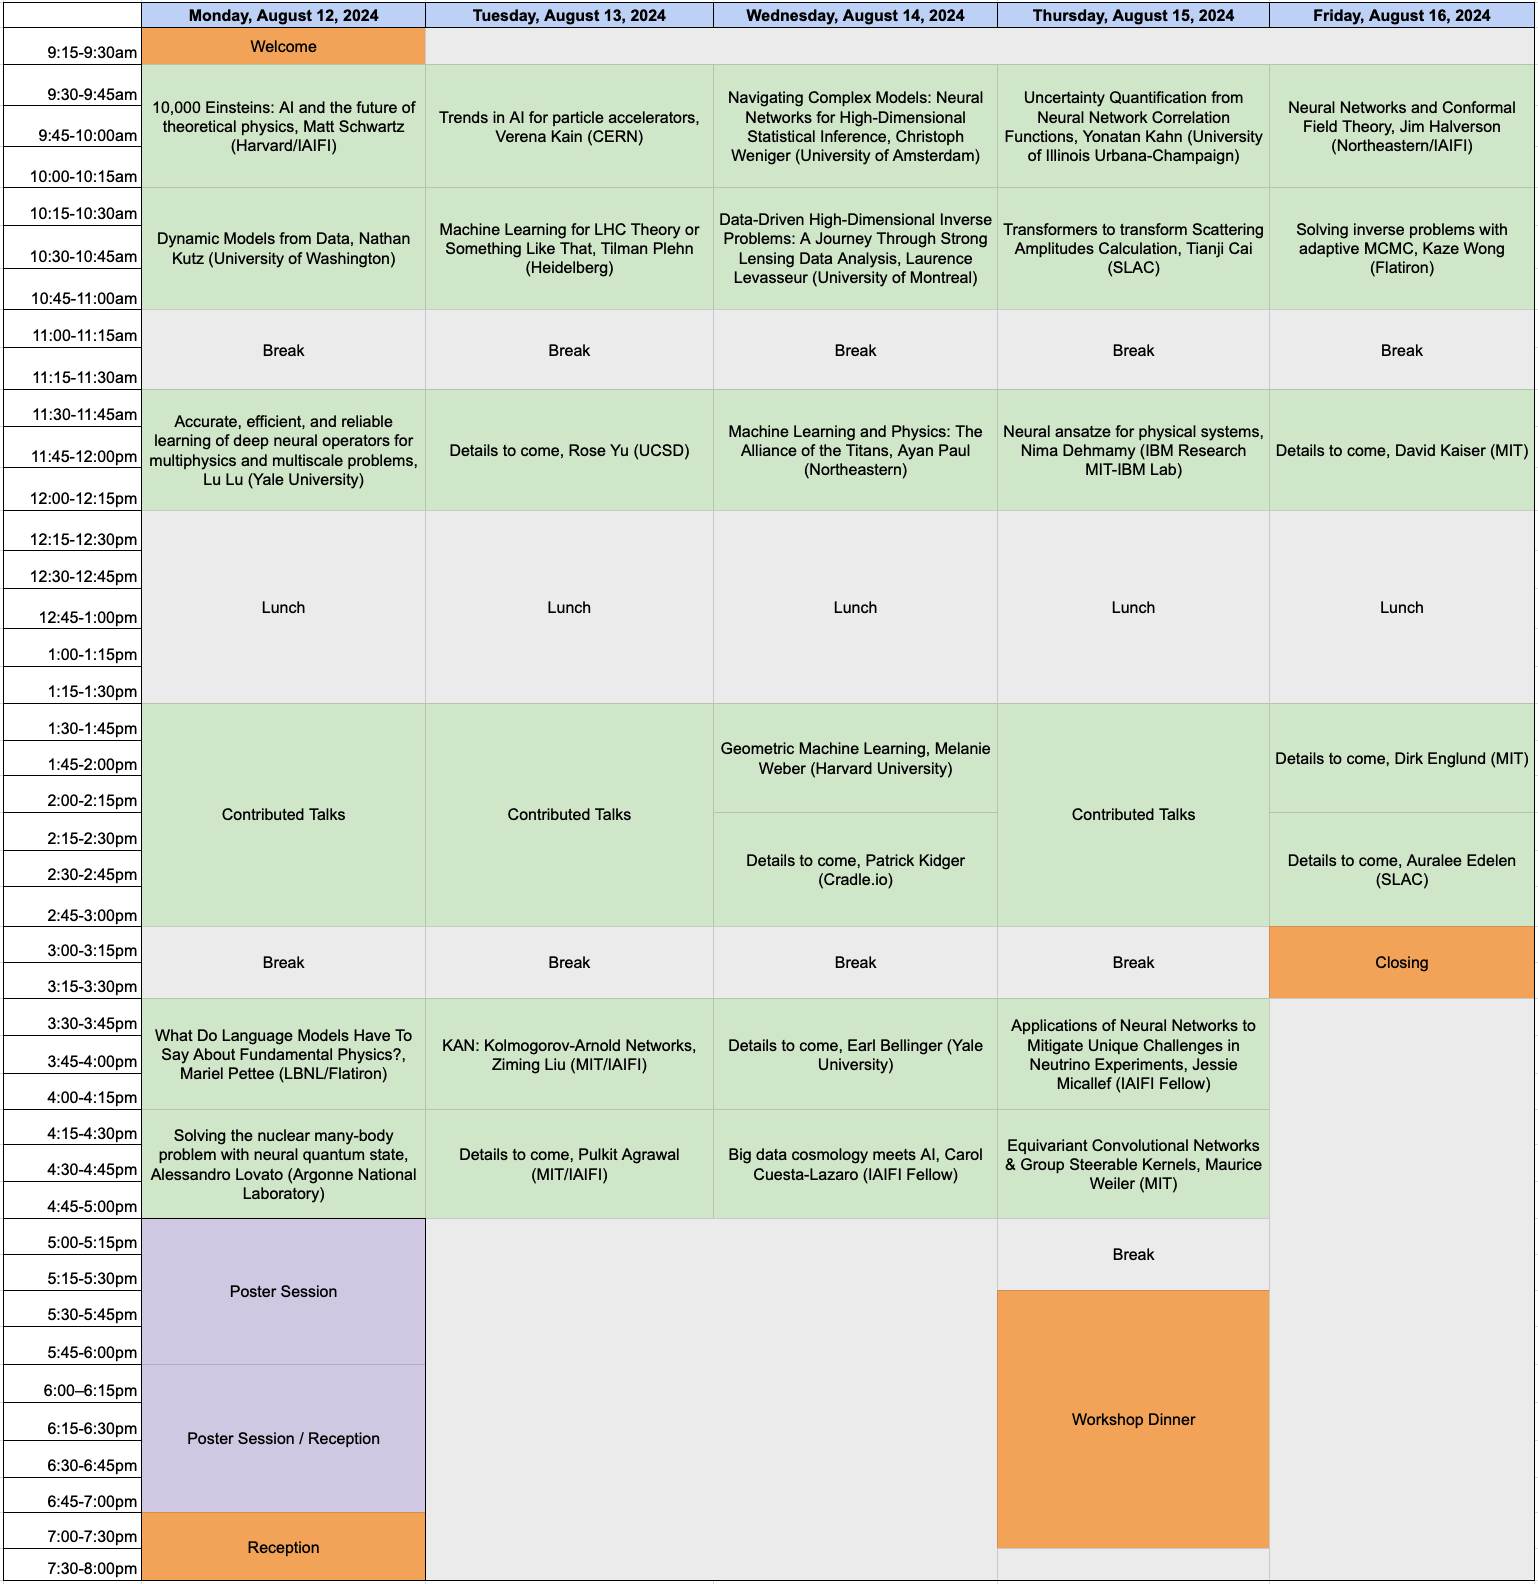 Monday, August 12, 2024
Tuesday, August 13, 2024
Wednesday, August 14, 2024
Thursday, August 15, 2024
Friday, August 16, 2024
9:15-9:30am
Welcome
9:30-9:45am
9:45-10:00am
10:00-10:15am
10,000 Einsteins: AI and the future of
theoretical physics, Matt Schwartz
(Harvard/IAIFI)
Trends in AI for particle accelerators,
Verena Kain (CERN)
Navigating Complex Models: Neural
Networks for High-Dimensional
Statistical Inference, Christoph
Weniger (University of Amsterdam)
Uncertainty Quantification from
Neural Network Correlation
Functions, Yonatan Kahn (University
of Illinois Urbana-Champaign)
Neural Networks and Conformal
Field Theory, Jim Halverson
(Northeastern/IAIFI)
10:15-10:30am
10:30-10:45am
10:45-11:00am
Dynamic Models from Data, Nathan
Kutz (University of Washington)
Machine Learning for LHC Theory or
Something Like That, Tilman Plehn
(Heidelberg)
Data-Driven High-Dimensional Inverse
Problems: A Journey Through Strong
Lensing Data Analysis, Laurence
Levasseur (University of Montreal)
Transformers to transform Scattering
Amplitudes Calculation, Tianji Cai
(SLAC)
Solving inverse problems with
adaptive MCMC, Kaze Wong
(Flatiron)
11:00-11:15am
11:15-11:30am
Break
Break
Break
Break
Break
11:30-11:45am
11:45-12:00pm
12:00-12:15pm
Accurate, efficient, and reliable
learning of deep neural operators for
multiphysics and multiscale problems,
Lu Lu (Yale University)
Details to come, Rose Yu (UCSD)
Machine Learning and Physics: The
Alliance of the Titans, Ayan Paul
(Northeastern)
Neural ansatze for physical systems,
Nima Dehmamy (IBM Research
MIT-IBM Lab)
Details to come, David Kaiser (MIT)
12:15-12:30pm
12:30-12:45pm
12:45-1:00pm
1:00-1:15pm
1:15-1:30pm
Lunch
Lunch
Lunch
Lunch
Lunch
1:30-1:45pm
1:45-2:00pm
2:00-2:15pm
2:15-2:30pm
2:30-2:45pm
2:45-3:00pm
Contributed Talks
Contributed Talks
Geometric Machine Learning, Melanie
Weber (Harvard University)
Details to come, Patrick Kidger
(Cradle.io)
Contributed Talks
Details to come, Dirk Englund (MIT)
Details to come, Auralee Edelen
(SLAC)
3:00-3:15pm
3:15-3:30pm
Break
Break
Break
Break
Closing
3:30-3:45pm
3:45-4:00pm
4:00-4:15pm
What Do Language Models Have To
Say About Fundamental Physics?,
Mariel Pettee (LBNL/Flatiron)
KAN: Kolmogorov-Arnold Networks,
Ziming Liu (MIT/IAIFI)
Details to come, Earl Bellinger (Yale
University)
Applications of Neural Networks to
Mitigate Unique Challenges in
Neutrino Experiments, Jessie
Micallef (IAIFI Fellow)
4:15-4:30pm
4:30-4:45pm
4:45-5:00pm
Solving the nuclear many-body
problem with neural quantum state,
Alessandro Lovato (Argonne National
Laboratory)
Details to come, Pulkit Agrawal
(MIT/IAIFI)
Big data cosmology meets AI, Carol
Cuesta-Lazaro (IAIFI Fellow)
Equivariant Convolutional Networks
& Group Steerable Kernels, Maurice
Weiler (MIT)
5:00-5:15pm
5:15-5:30pm
5:30-5:45pm
5:45-6:00pm
Poster Session
Break
6:00–6:15pm
6:15-6:30pm
6:30-6:45pm
6:45-7:00pm
Poster Session / Reception
Workshop Dinner
7:00-7:30pm
7:30-8:00pm
Reception